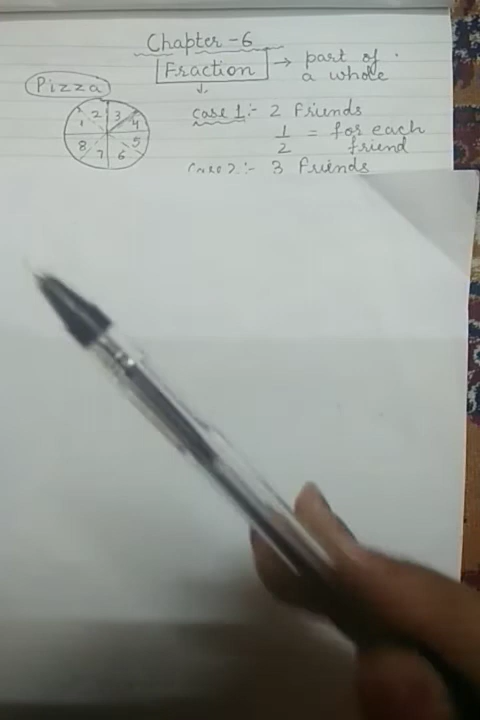 Chapter-6
Fraction → part of
a whole
Pizza
1 2 3 4 5 6 7 8
Case 1:- 2 Friends
1/2 = for each
friend
Case 2:- 3 friends